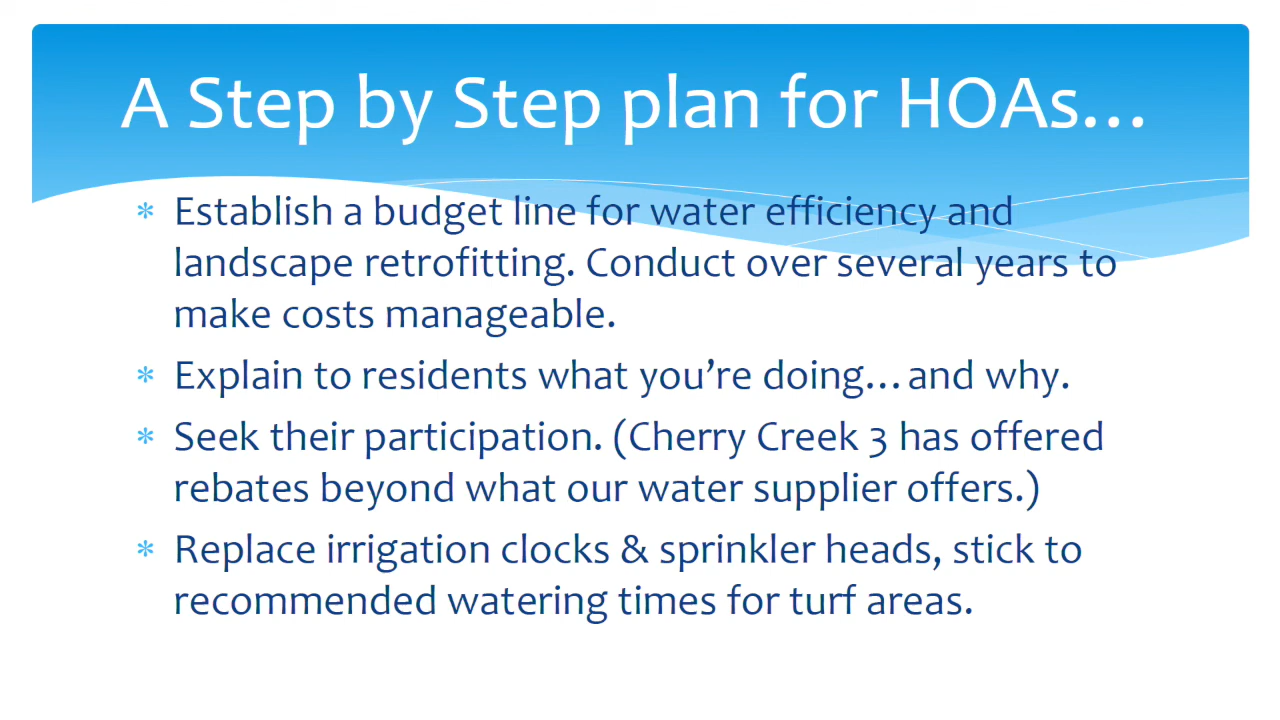 A Step by Step plan for HOAs…
* Establish a budget line for water efficiency and
landscape retrofitting. Conduct over several years to
make costs manageable.
* Explain to residents what you’re doing…and why.
* Seek their participation. (Cherry Creek 3 has offered
rebates beyond what our water supplier offers.)
* Replace irrigation clocks & sprinkler heads, stick to
recommended watering times for turf areas.